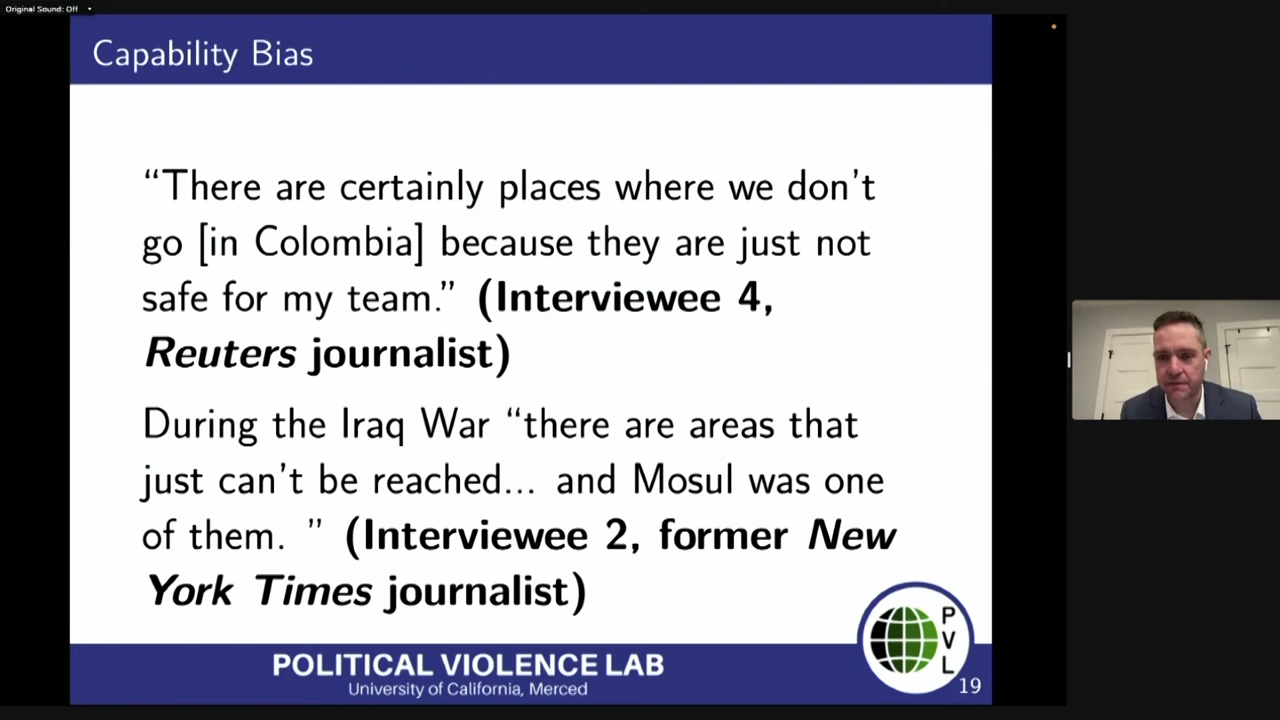 Original Sound: Off
Capability Bias
“There are certainly places where we don’t
go [in Colombia] because they are just not
safe for my team.” (Interviewee 4,
Reuters journalist)
During the Iraq War “there are areas that
just can’t be reached... and Mosul was one
of them. ” (Interviewee 2, former New
York Times journalist)
PVL
POLITICAL VIOLENCE LAB
University of California, Merced
19